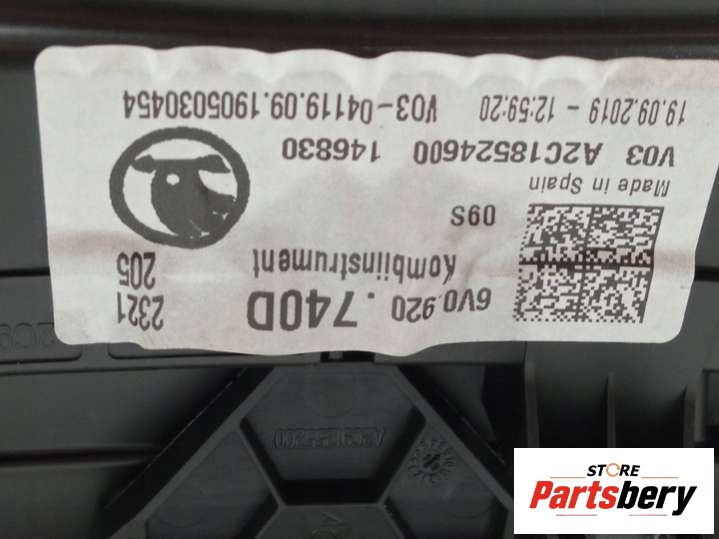 6V0.920 .740D
2321
Kombiinstrument
205
09S
Made in Spain
V03 A2C18524600 146830
19.09.2019 - 12:59:20 V03-04119.09.1905030454
STORE
Partsbery